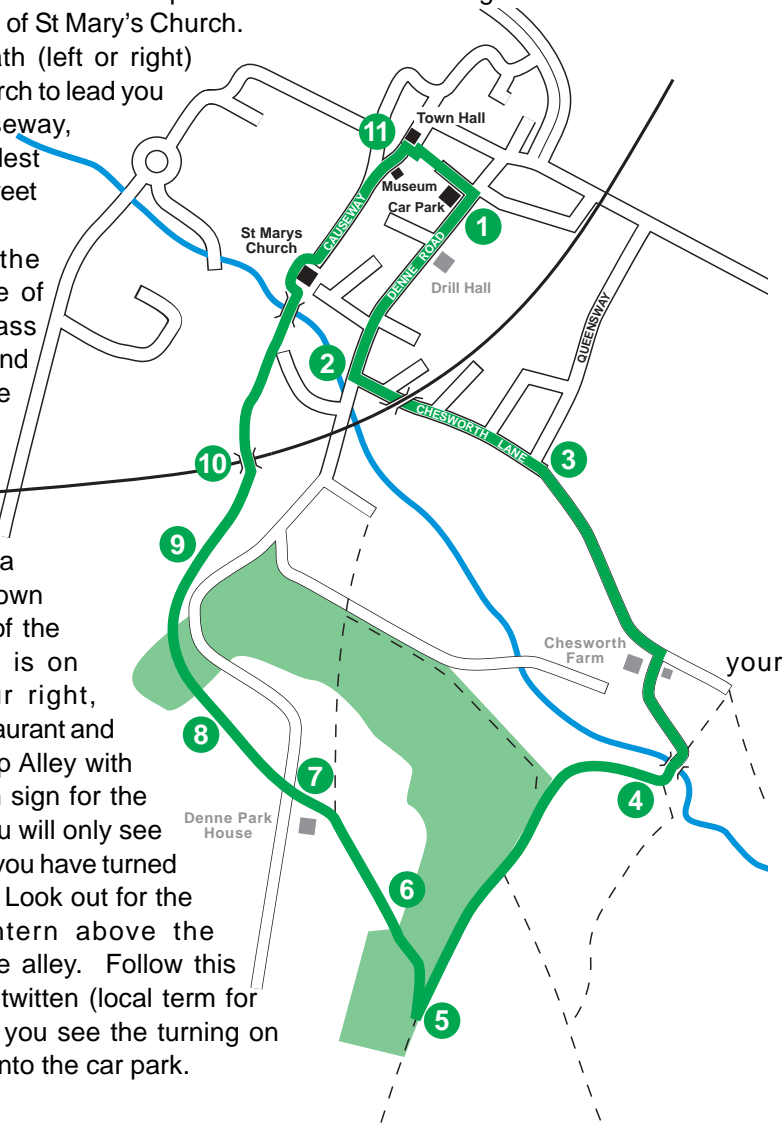 of St Mary's Church.
ath (left or right)
rch to lead you
seway,
lest
reet
the
e of
ass
nd
e
a
own
of the
is on your
ur right,
aurant and
p Alley with
n sign for the
u will only see
you have turned
Look out for the
ntern above the
e alley. Follow this
twitten (local term for
you see the turning on
nto the car park.
11
Town Hall
Museum
Car Park
1
CAUSEWAY
St Marys
Church
DENNE ROAD
Drill Hall
QUEENSWAY
2
CHESWORTH LANE
3
10
9
Chesworth
Farm
8
7
4
Denne Park
House
6
5